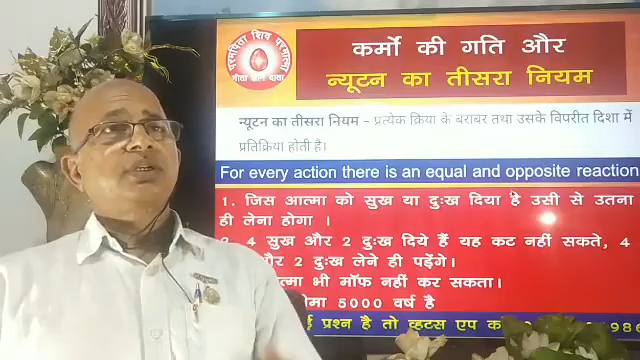 परमपिता शिव परमात्मा
गीता ज्ञान दाता
कर्मो की गति और
न्यूटन का तीसरा नियम
न्यूटन का तीसरा नियम – प्रत्येक क्रिया के बराबर तथा उसके विपरीत दिशा में
प्रतिक्रिया होती है।
For every action there is an equal and opposite reaction
1. जिस आत्मा को सुख या दुःख दिया है उसी से उतना
ही लेना होगा ।
2. 4 सुख और 2 दुःख दिये हैं यह कट नहीं सकते, 4
और 2 दुःख लेने ही पड़ेंगे।
भी मॉफ नहीं कर सकता।
5000 वर्ष है
प्रश्न है तो व्हटस एप